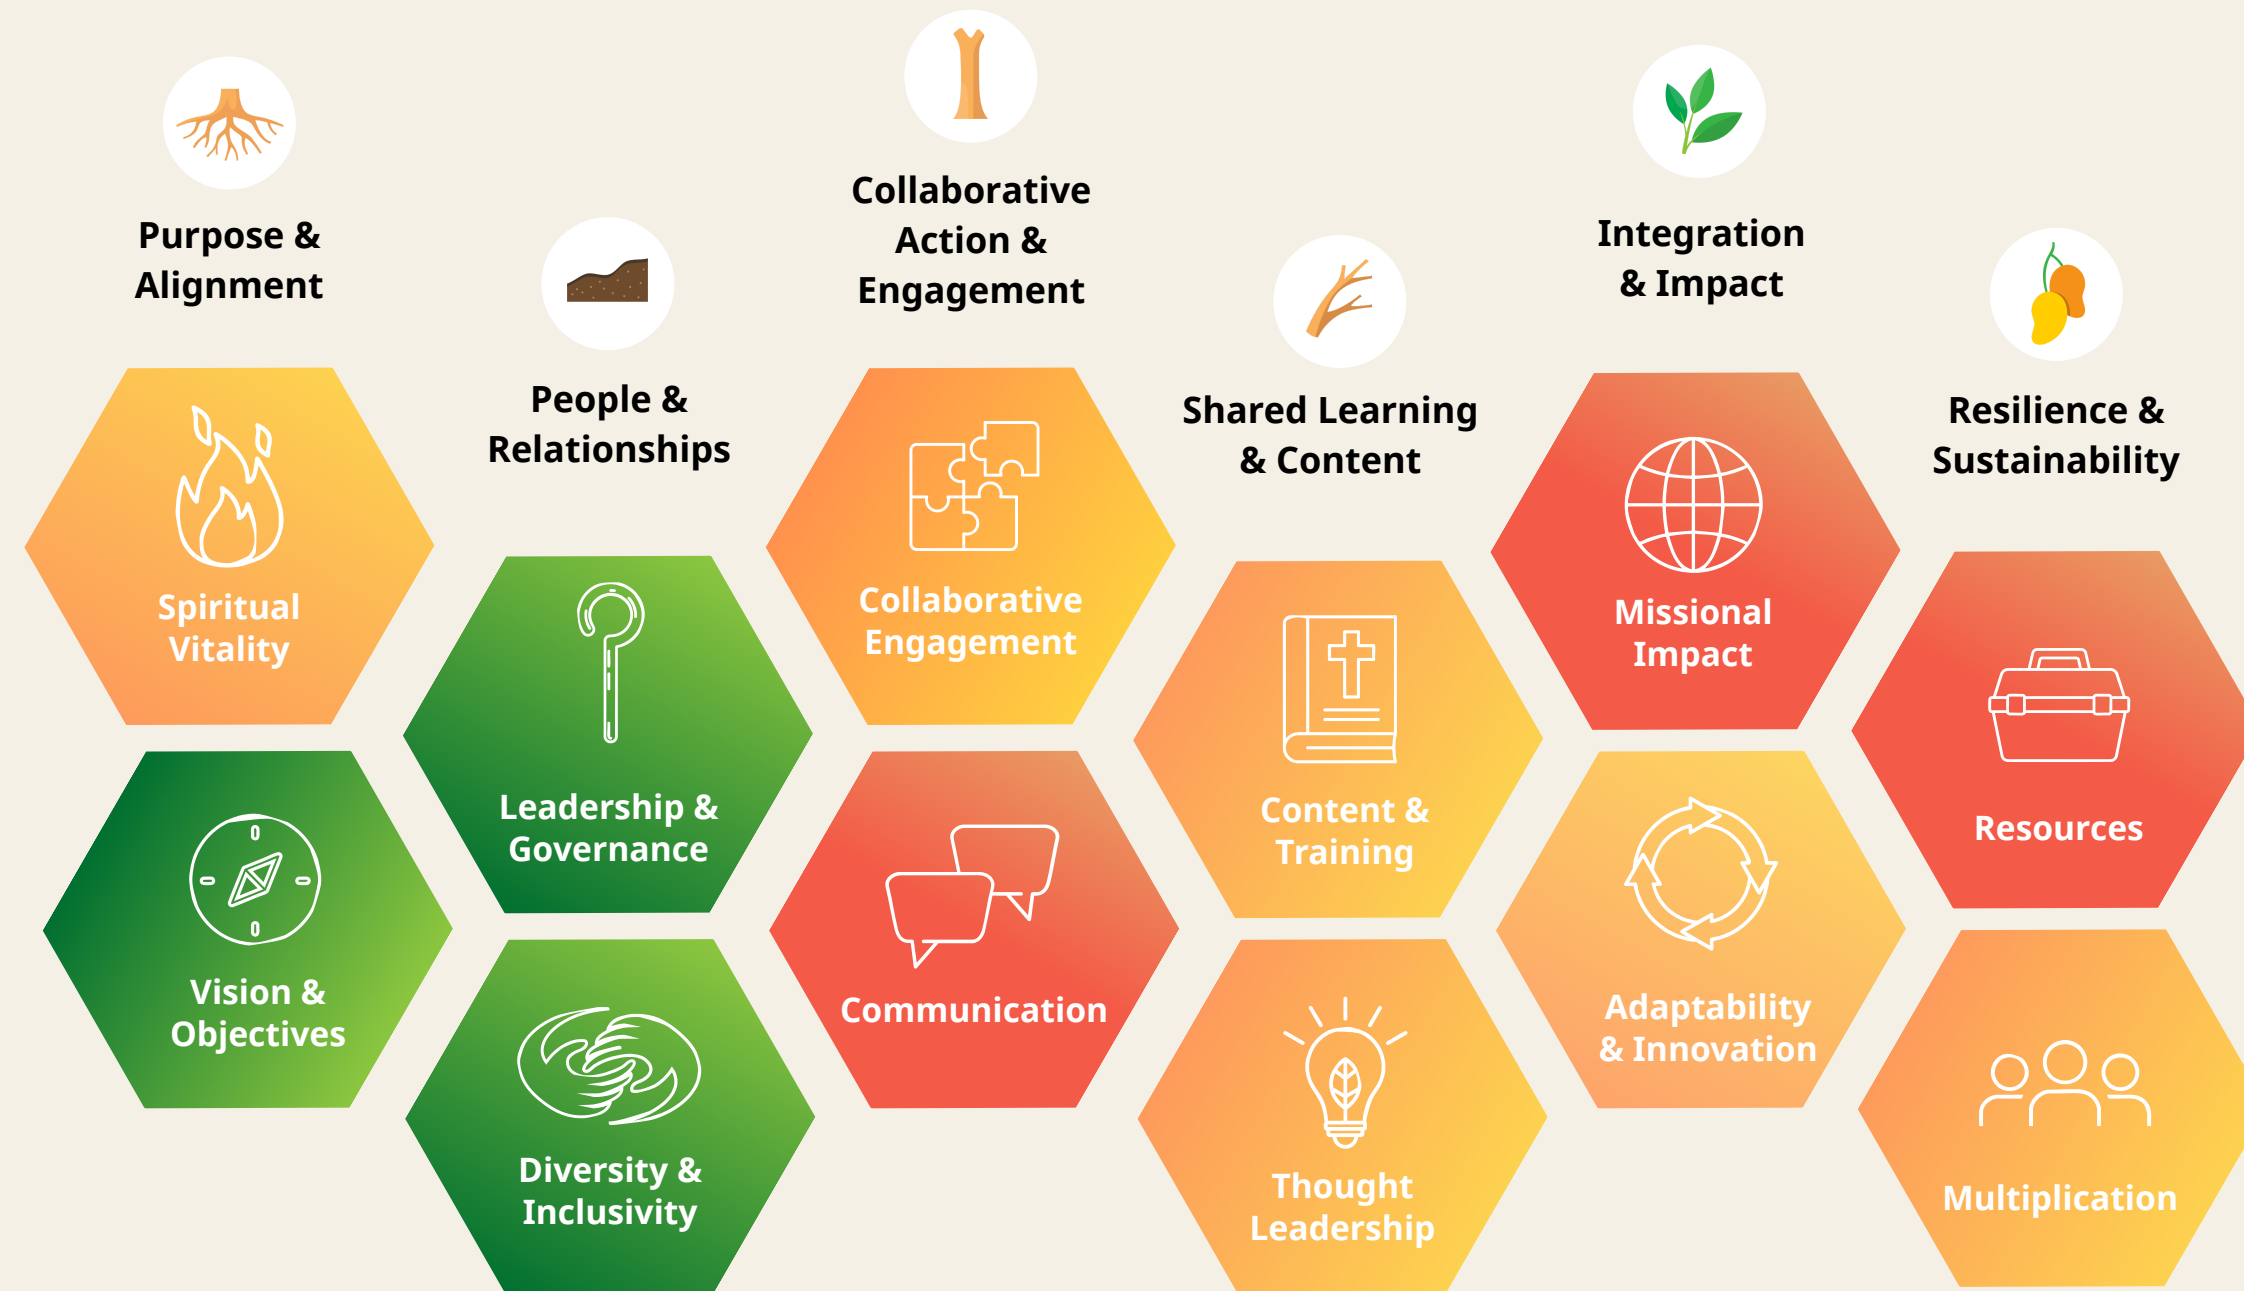 Purpose &
Alignment
Spiritual
Vitality
Vision &
Objectives
People &
Relationships
Leadership &
Governance
Diversity &
Inclusivity
Collaborative
Action &
Engagement
Collaborative
Engagement
Communication
Shared Learning
& Content
Content &
Training
Thought
Leadership
Integration
& Impact
Missional
Impact
Adaptability
& Innovation
Resilience &
Sustainability
Resources
Multiplication